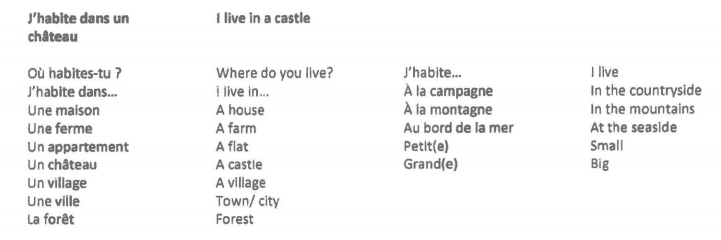 J'habite dans un château	I live in a castle
Où habites-tu ?	Where do you live?	J'habite...	I live
J'habite dans...	I live in...	À la campagne	In the countryside
Une maison	A house	À la montagne	In the mountains
Une ferme	A farm	Au bord de la mer	At the seaside
Un appartement	A flat	Petit(e)	Small
Un château	A castle	Grand(e)	Big
Un village	A village
Une ville	Town/ city
La forêt	Forest